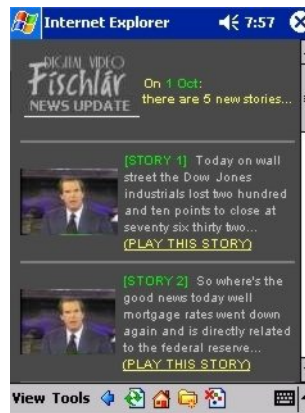 Internet Explorer 7:57
DIGITAL VIDEO
Físchlár
NEWS UPDATE
On 1 Oct:
there are 5 new stories...
[STORY 1] Today on wall
street the Dow Jones
industrials lost two hundred
and ten points to close at
seventy six thirty two...
(PLAY THIS STORY)
[STORY 2] So where's the
good news today well
mortgage rates went down
again and is directly related
to the federal reserve...
(PLAY THIS STORY)
View Tools